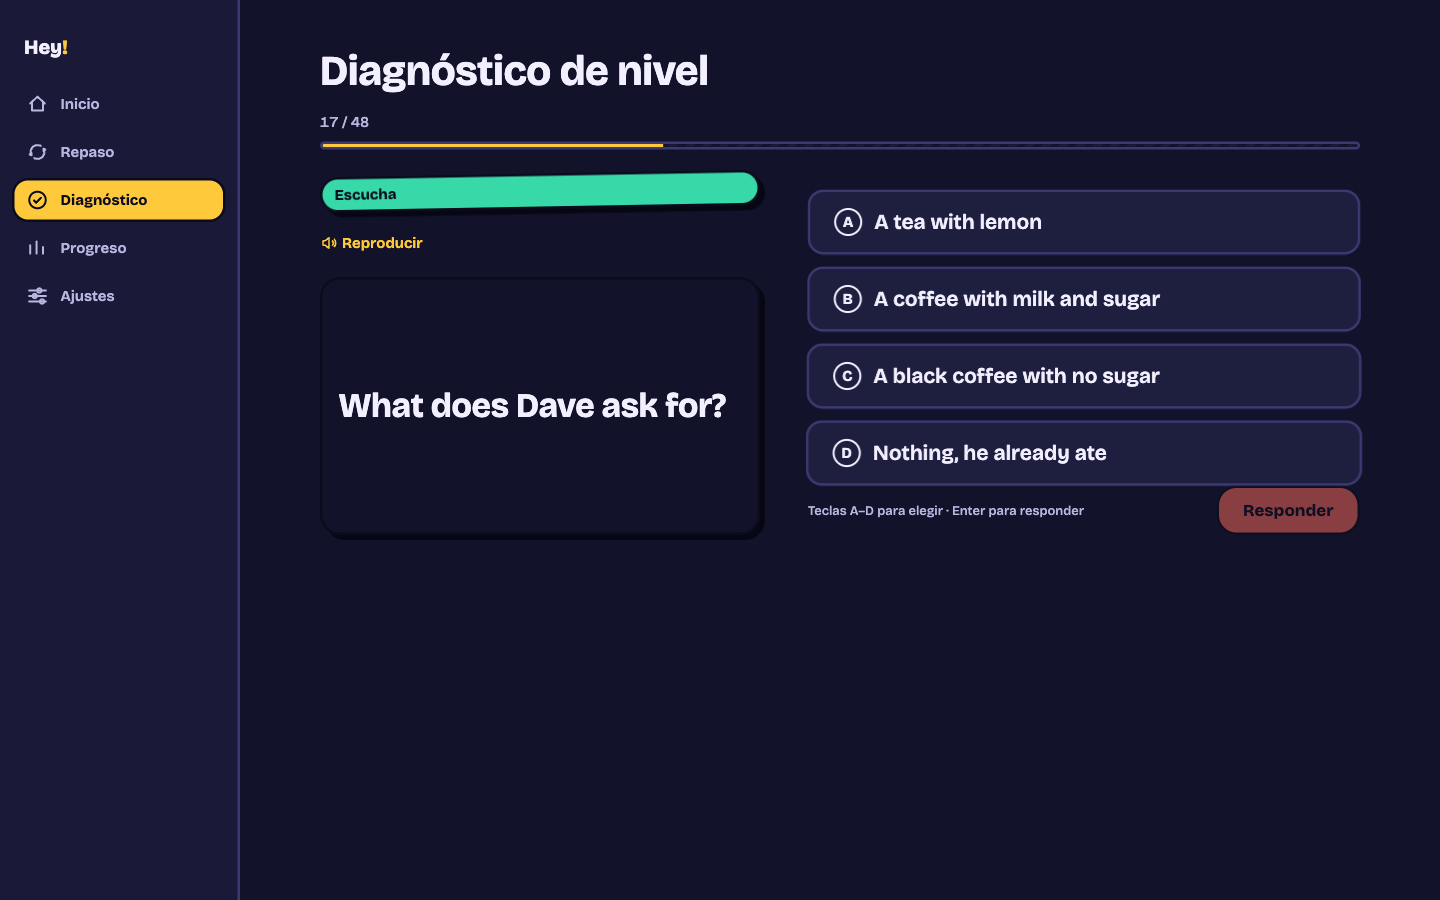 Hey!
Inicio
Repaso
Diagnóstico
Progreso
Ajustes
Diagnóstico de nivel
17 / 48
Escucha
Reproducir
What does Dave ask for?
A A tea with lemon
B A coffee with milk and sugar
C A black coffee with no sugar
D Nothing, he already ate
Teclas A–D para elegir · Enter para responder
Responder